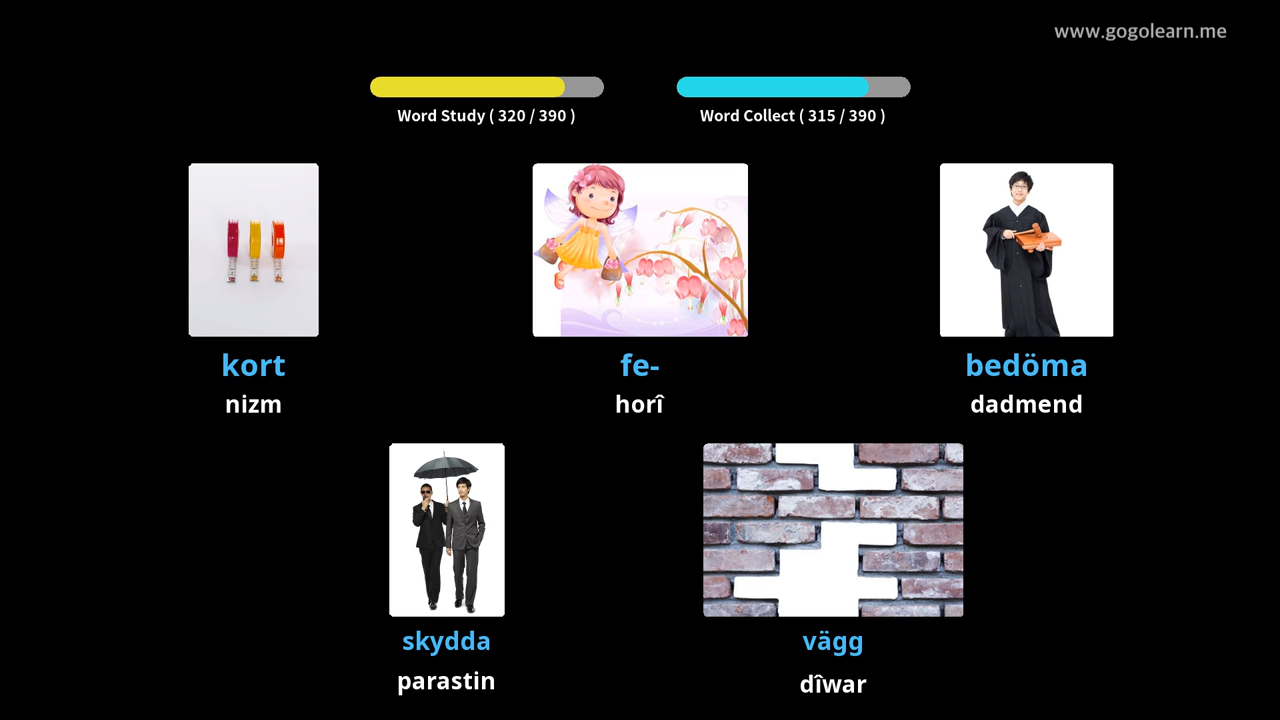 www.gogolearn.me
Word Study ( 320 / 390 )
Word Collect ( 315 / 390 )
kort
nizm
fe-
horî
bedöma
dadmend
skydda
parastin
vägg
dîwar